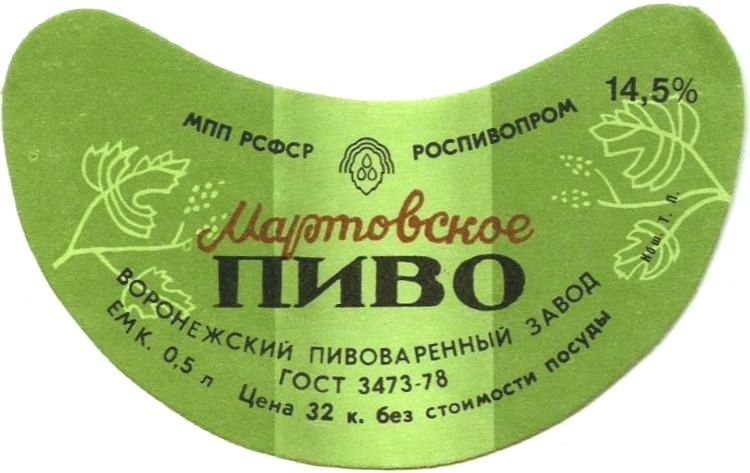 МПП РСФСР РОСПИВОПРОМ 14,5%
Мартовское
ПИВО
ВОРОНЕЖСКИЙ ПИВОВАРЕННЫЙ ЗАВОД
ЕМК. 0,5 л
ГОСТ 3473-78
Цена 32 к. без стоимости посуды
Нош. Т. П.